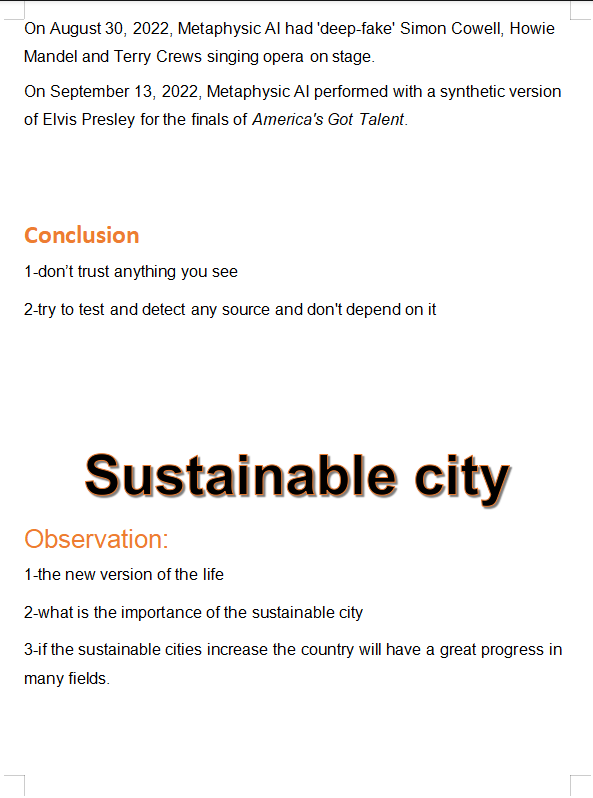 On August 30, 2022, Metaphysic AI had 'deep-fake' Simon Cowell, Howie
Mandel and Terry Crews singing opera on stage.
On September 13, 2022, Metaphysic AI performed with a synthetic version
of Elvis Presley for the finals of America's Got Talent.
Conclusion
1-don’t trust anything you see
2-try to test and detect any source and don't depend on it
Sustainable city
Observation:
1-the new version of the life
2-what is the importance of the sustainable city
3-if the sustainable cities increase the country will have a great progress in
many fields.